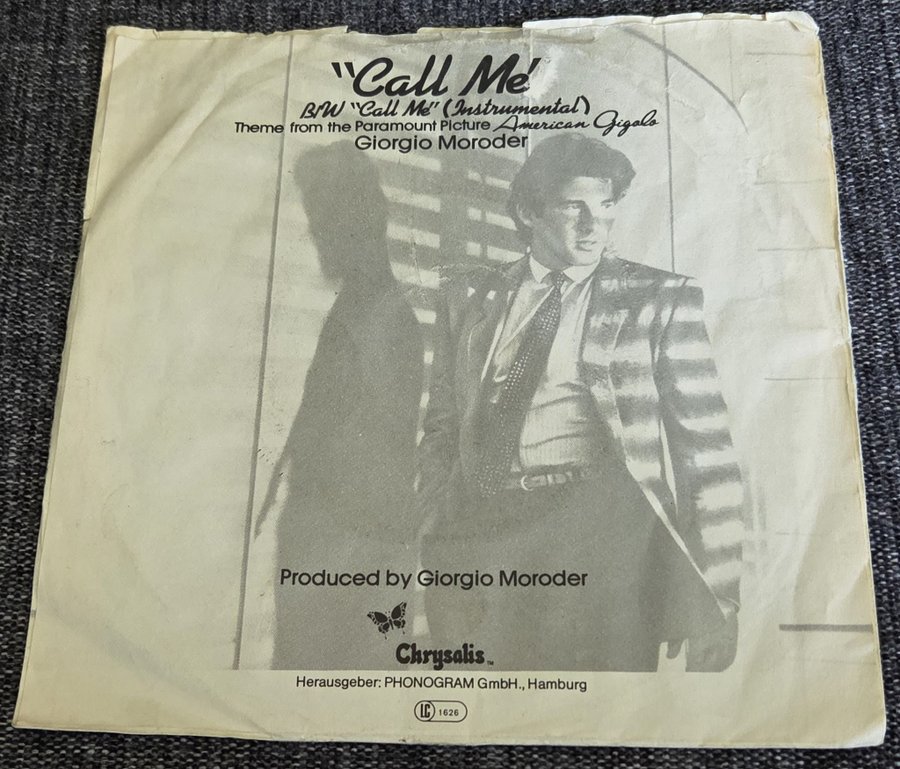 "Call Me"
B/W "Call Me" (Instrumental)
Theme from the Paramount Picture American Gigolo
Giorgio Moroder
Produced by Giorgio Moroder
Chrysalis TM
Herausgeber: PHONOGRAM GmbH., Hamburg
LC 1626